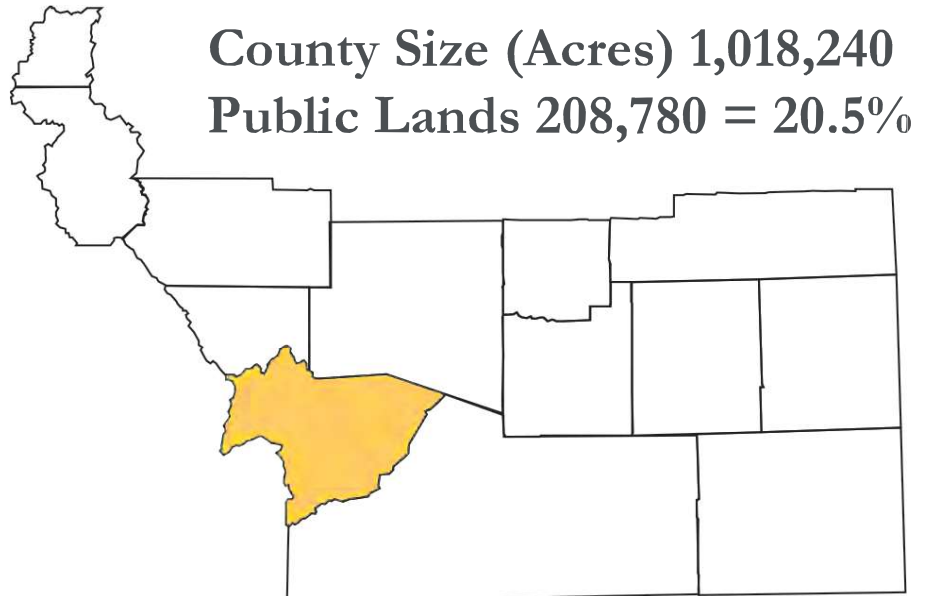 County Size (Acres) 1,018,240
Public Lands 208,780 = 20.5%